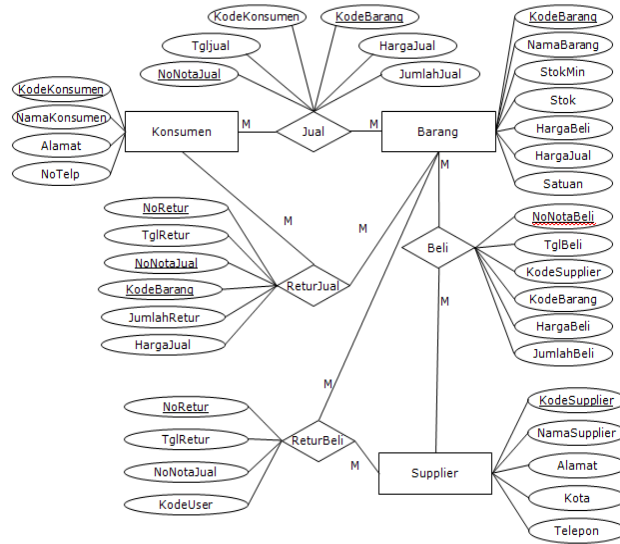 KodeKonsumen
KodeBarang
KodeBarang
Tgljual
HargaJual
NamaBarang
NoNotaJual
JumlahJual
StokMin
KodeKonsumen
Stok
NamaKonsumen
Konsumen
M
Jual
M
Barang
HargaBeli
Alamat
HargaJual
NoTelp
M
Satuan
NoRetur
M
M
NoNotaBeli
TglRetur
Beli
TglBeli
NoNotaJual
KodeSupplier
KodeBarang
ReturJual
KodeBarang
JumlahRetur
M
HargaBeli
HargaJual
JumlahBeli
M
NoRetur
KodeSupplier
TglRetur
ReturBeli
NamaSupplier
NoNotaJual
M
Supplier
Alamat
KodeUser
Kota
Telepon